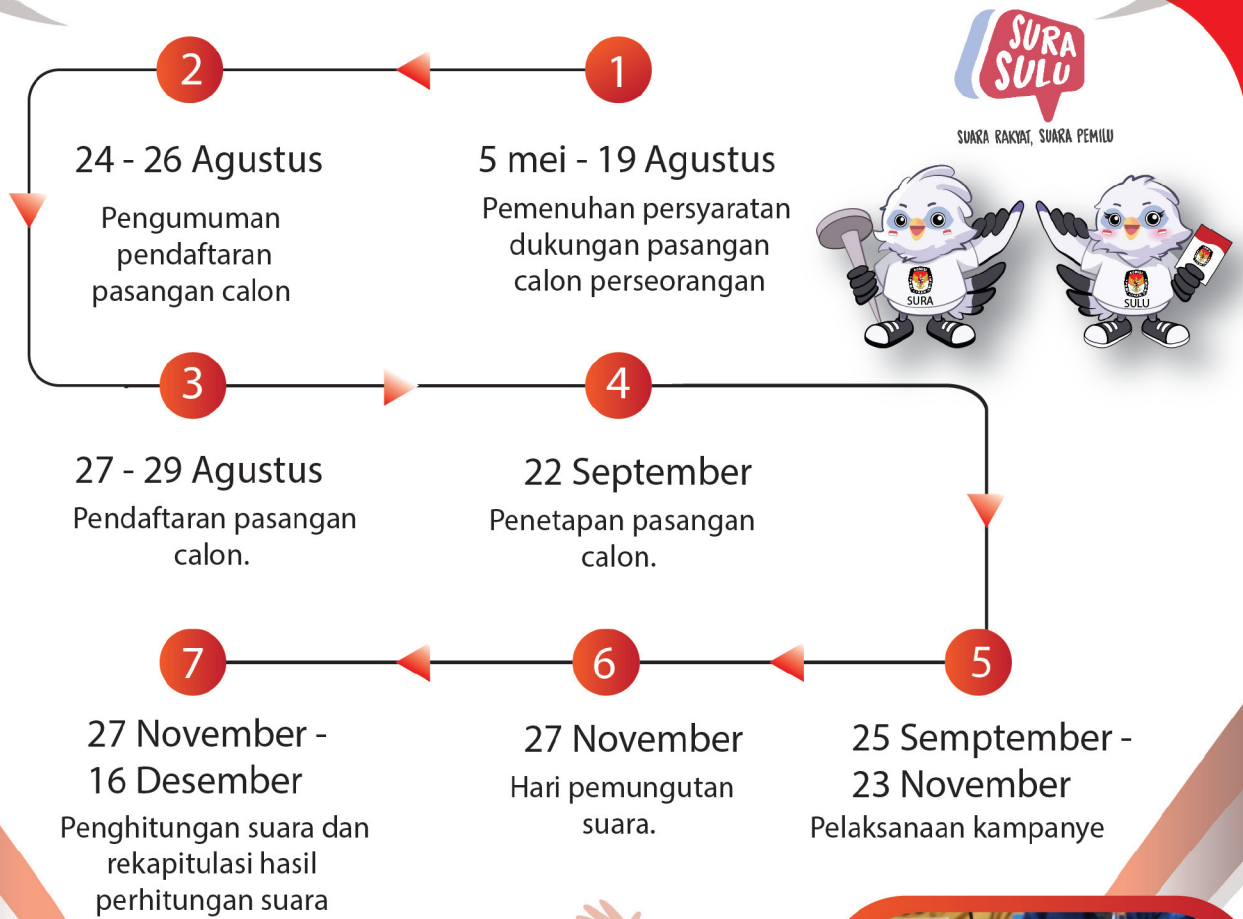 SURA
SULU
SUARA RAKYAT, SUARA PEMILU
SURA
SULU
1
5 mei - 19 Agustus
Pemenuhan persyaratan
dukungan pasangan
calon perseorangan
2
24 - 26 Agustus
Pengumuman
pendaftaran
pasangan calon
3
27 - 29 Agustus
Pendaftaran pasangan
calon.
4
22 September
Penetapan pasangan
calon.
5
25 Semptember -
23 November
Pelaksanaan kampanye
6
27 November
Hari pemungutan
suara.
7
27 November -
16 Desember
Penghitungan suara dan
rekapitulasi hasil
perhitungan suara